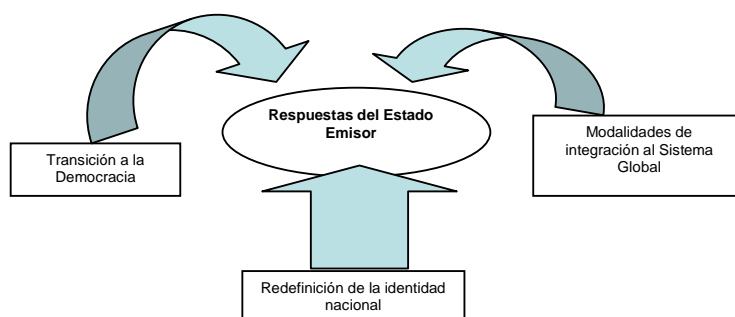 Respuestas del Estado
Emisor
Transición a la
Democracia
Modalidades de
integración al Sistema
Global
Redefinición de la identidad
nacional